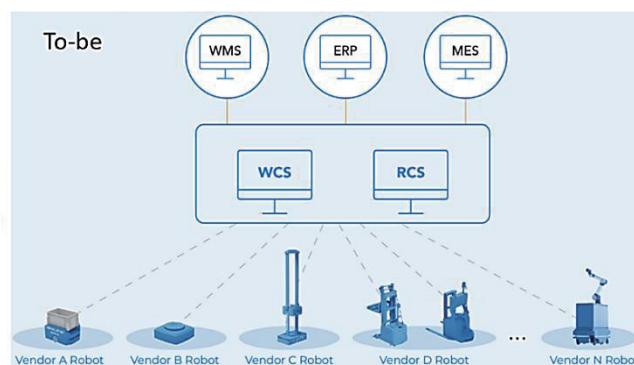 To-be
WMS
ERP
MES
WCS
RCS
...
Vendor A Robot
Vendor B Robot
Vendor C Robot
Vendor D Robot
Vendor N Robo